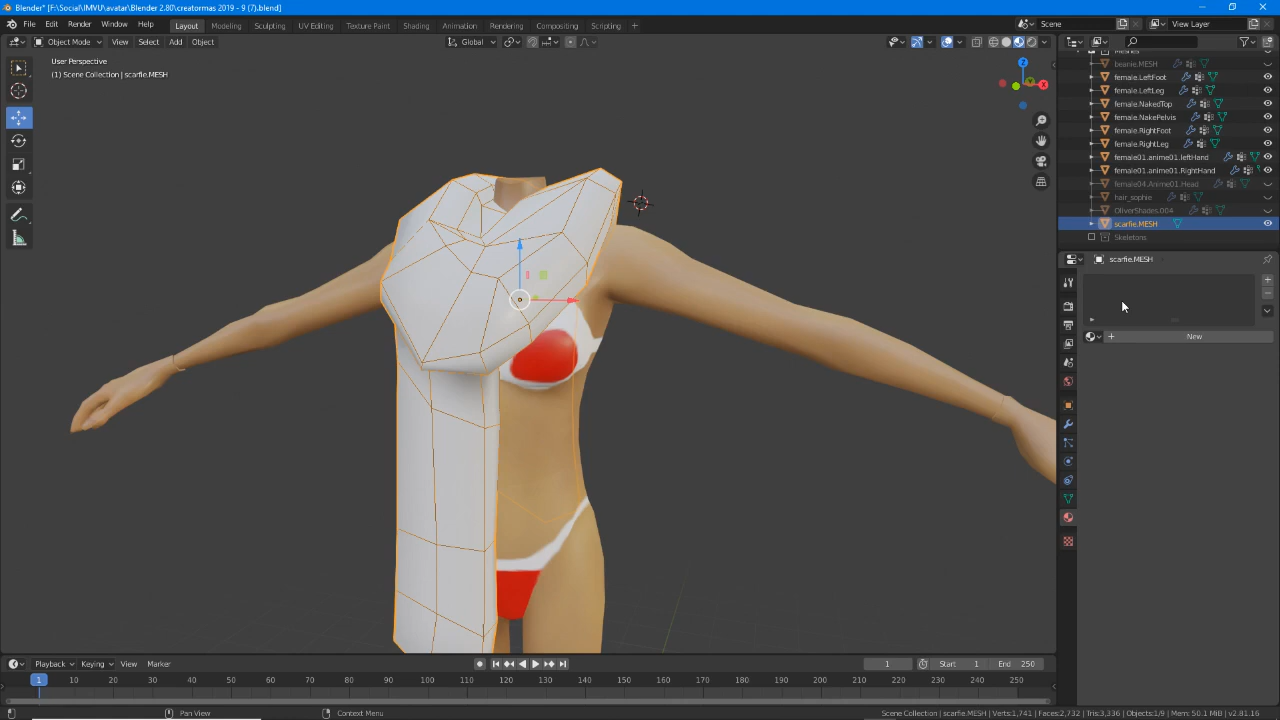 Blender* [F:\Social\IMVU\avatar\Blender 2.80\creatormas 2019 - 9 (7).blend]
File Edit Render Window Help Layout Modeling Sculpting UV Editing Texture Paint Shading Animation Rendering Compositing Scripting + Scene View Layer
Object Mode View Select Add Object Global
User Perspective
(1) Scene Collection | scarfie.MESH
Z
X
Y
beanie.MESH
female.LeftFoot
female.LeftLeg
female.NakedTop
female.NakePelvis
female.RightFoot
female.RightLeg
female01.anime01.leftHand
female01.anime01.RightHand
female04.Anime01.Head
hair_sophie
OliverShades.004
scarfie.MESH
Skeletons
scarfie.MESH
+ New
Playback Keying View Marker 1 Start 1 End 250
1 10 20 30 40 50 60 70 80 90 100 110 120 130 140 150 160 170 180 190 200 210 220 230 240 250
Pan View Context Menu Scene Collection | scarfie.MESH | Verts:1,741 | Faces:2,732 | Tris:3,336 | Objects:1/9 | Mem: 50.1 MiB | v2.81.16